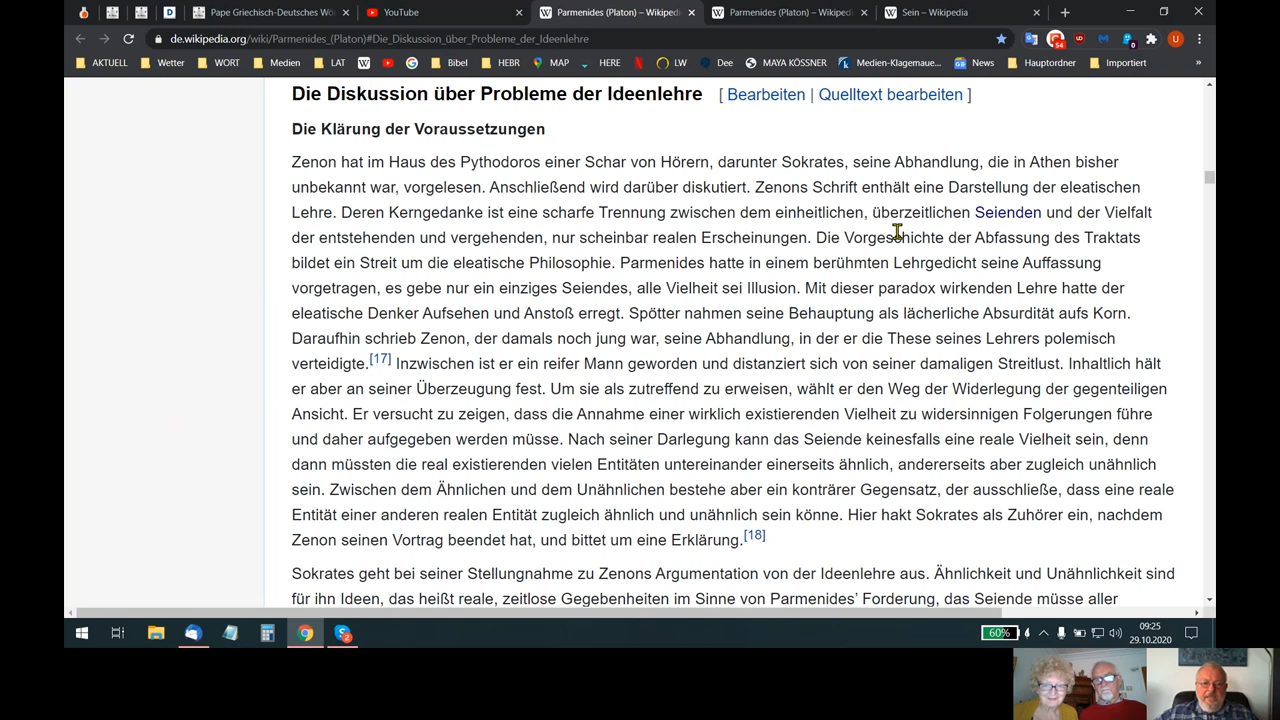 Pape Griechisch-Deutsches Wö
YouTube
Parmenides (Platon) – Wikipedi
Parmenides (Platon) – Wikipedi
Sein – Wikipedia
de.wikipedia.org/wiki/Parmenides_(Platon)#Die_Diskussion_über_Probleme_der_Ideenlehre
54
0
U
AKTUELL Wetter WORT Medien LAT Bibel HEBR MAP HERE LW Dee MAYA KÖSSNER Medien-Klagemaue... News Hauptordner Importiert »
Die Diskussion über Probleme der Ideenlehre [ Bearbeiten | Quelltext bearbeiten ]
Die Klärung der Voraussetzungen
Zenon hat im Haus des Pythodoros einer Schar von Hörern, darunter Sokrates, seine Abhandlung, die in Athen bisher
unbekannt war, vorgelesen. Anschließend wird darüber diskutiert. Zenons Schrift enthält eine Darstellung der eleatischen
Lehre. Deren Kerngedanke ist eine scharfe Trennung zwischen dem einheitlichen, überzeitlichen Seienden und der Vielfalt
der entstehenden und vergehenden, nur scheinbar realen Erscheinungen. Die Vorgeschichte der Abfassung des Traktats
bildet ein Streit um die eleatische Philosophie. Parmenides hatte in einem berühmten Lehrgedicht seine Auffassung
vorgetragen, es gebe nur ein einziges Seiendes, alle Vielheit sei Illusion. Mit dieser paradox wirkenden Lehre hatte der
eleatische Denker Aufsehen und Anstoß erregt. Spötter nahmen seine Behauptung als lächerliche Absurdität aufs Korn.
Daraufhin schrieb Zenon, der damals noch jung war, seine Abhandlung, in der er die These seines Lehrers polemisch
verteidigte.[17] Inzwischen ist er ein reifer Mann geworden und distanziert sich von seiner damaligen Streitlust. Inhaltlich hält
er aber an seiner Überzeugung fest. Um sie als zutreffend zu erweisen, wählt er den Weg der Widerlegung der gegenteiligen
Ansicht. Er versucht zu zeigen, dass die Annahme einer wirklich existierenden Vielheit zu widersinnigen Folgerungen führe
und daher aufgegeben werden müsse. Nach seiner Darlegung kann das Seiende keinesfalls eine reale Vielheit sein, denn
dann müssten die real existierenden vielen Entitäten untereinander einerseits ähnlich, andererseits aber zugleich unähnlich
sein. Zwischen dem Ähnlichen und dem Unähnlichen bestehe aber ein konträrer Gegensatz, der ausschließe, dass eine reale
Entität einer anderen realen Entität zugleich ähnlich und unähnlich sein könne. Hier hakt Sokrates als Zuhörer ein, nachdem
Zenon seinen Vortrag beendet hat, und bittet um eine Erklärung.[18]
Sokrates geht bei seiner Stellungnahme zu Zenons Argumentation von der Ideenlehre aus. Ähnlichkeit und Unähnlichkeit sind
für ihn Ideen, das heißt reale, zeitlose Gegebenheiten im Sinne von Parmenides’ Forderung, das Seiende müsse aller
60%
09:25
29.10.2020